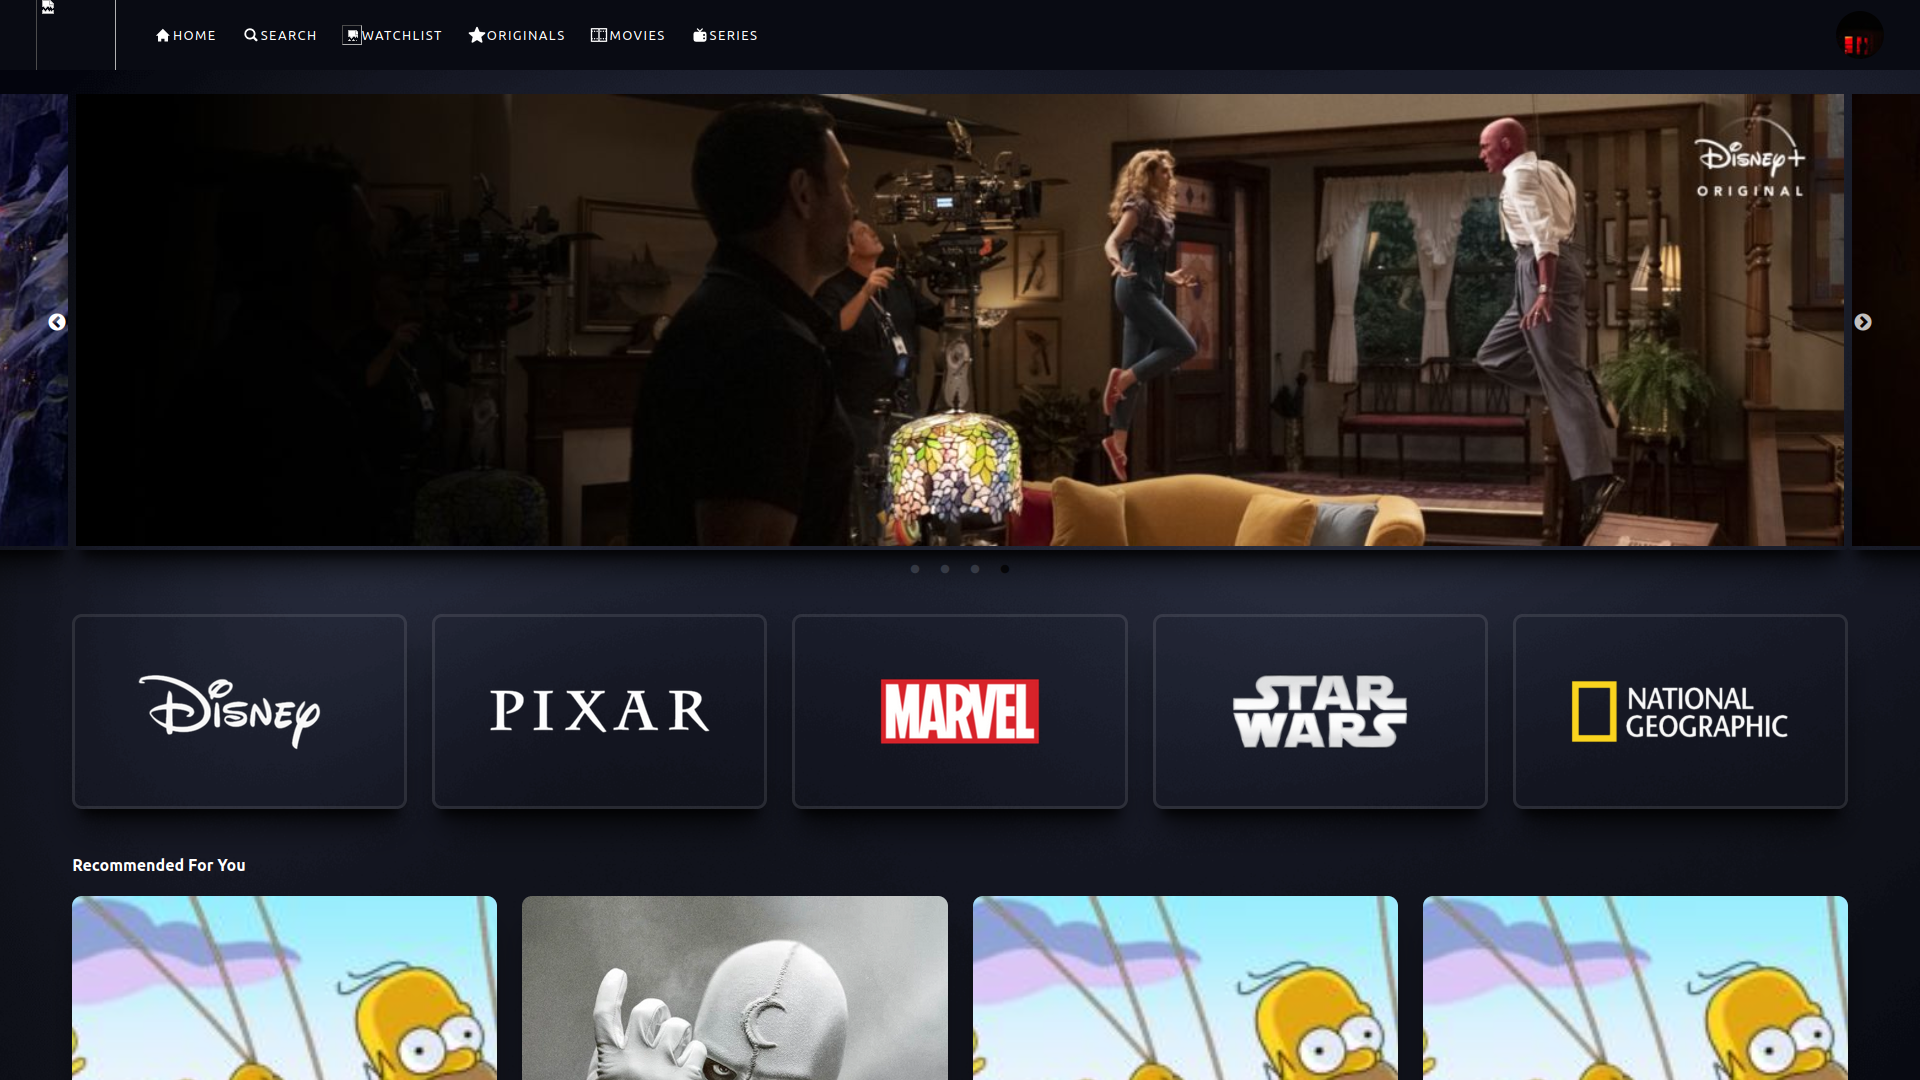 HOME
SEARCH
WATCHLIST
ORIGINALS
MOVIES
SERIES
Disney+
ORIGINAL
Disney
PIXAR
MARVEL
STAR
WARS
NATIONAL
GEOGRAPHIC
Recommended For You